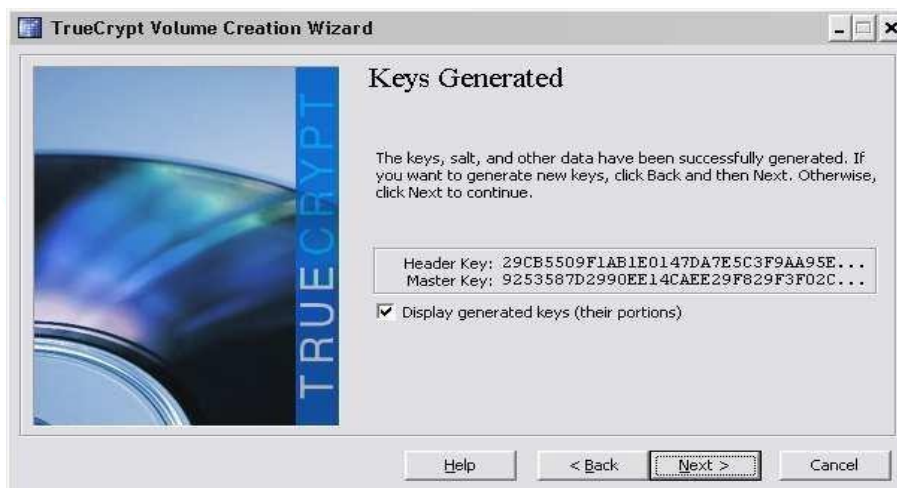 TrueCrypt Volume Creation Wizard
TRUECRYPT
Keys Generated
The keys, salt, and other data have been successfully generated. If
you want to generate new keys, click Back and then Next. Otherwise,
click Next to continue.
Header Key: 29CB5509F1AB1E0147DA7E5C3F9AA95E...
Master Key: 9253587D2990EE14CAEE29F829F3F02C...
Display generated keys (their portions)
Help
< Back
Next >
Cancel